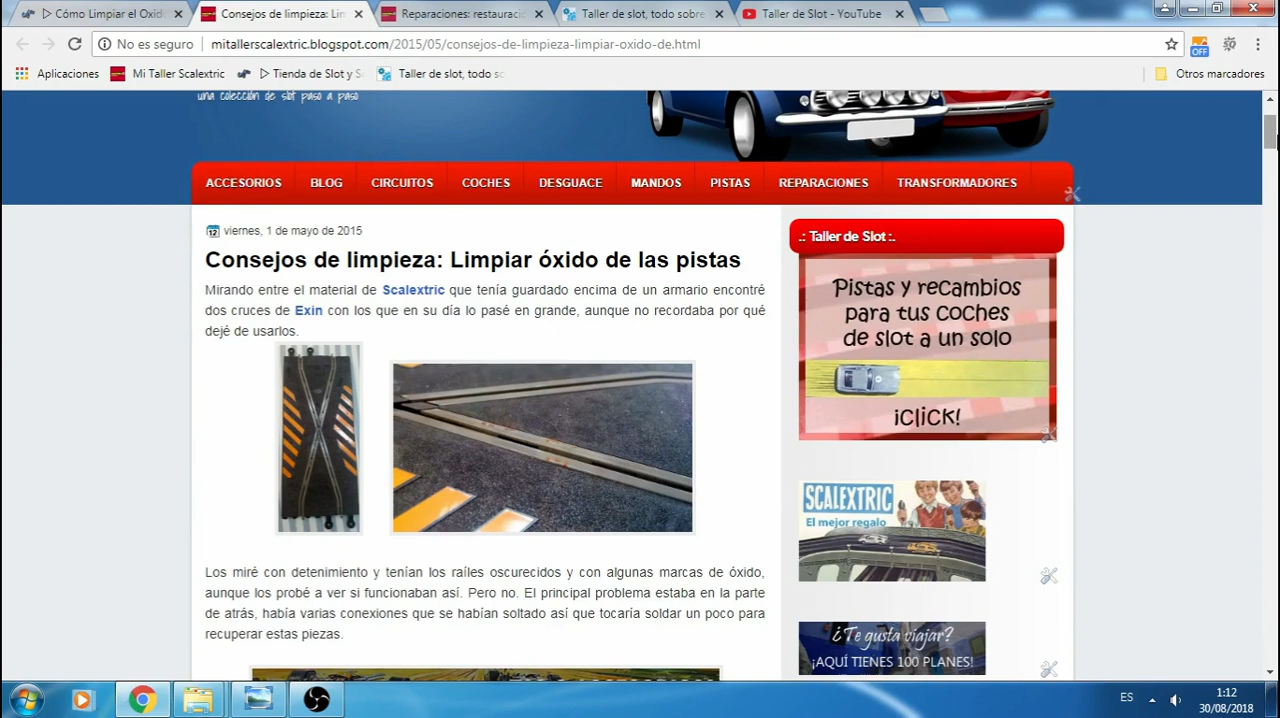 Cómo Limpiar el Óxido
Consejos de limpieza: Lim
Reparaciones:restauraci
Taller de slot, todo sobre
Taller de Slot - YouTube
No es seguro
mitallerscalextric.blogspot.com/2015/05/consejos-de-limpieza-limpiar-oxido-de.html
OFF
Aplicaciones
Mi Taller Scalextric
Tienda de Slot y S
Taller de slot, todo so
Otros marcadores
una colección de slot paso a paso
ACCESORIOS BLOG CIRCUITOS COCHES DESGUACE MANDOS PISTAS REPARACIONES TRANSFORMADORES
12 viernes, 1 de mayo de 2015
Consejos de limpieza: Limpiar óxido de las pistas
Mirando entre el material de Scalextric que tenía guardado encima de un armario encontré
dos cruces de Exin con los que en su día lo pasé en grande, aunque no recordaba por qué
dejé de usarlos.
Los miré con detenimiento y tenían los raíles oscurecidos y con algunas marcas de óxido,
aunque los probé a ver si funcionaban así. Pero no. El principal problema estaba en la parte
de atrás, había varias conexiones que se habían soltado así que tocaría soldar un poco para
recuperar estas piezas.
.: Taller de Slot :.
Pistas y recambios
para tus coches
de slot a un solo
¡Click!
SCALEXTRIC
El mejor regalo
¿Te gusta viajar?
¡AQUÍ TIENES 100 PLANES!
ES
1:12
30/08/2018